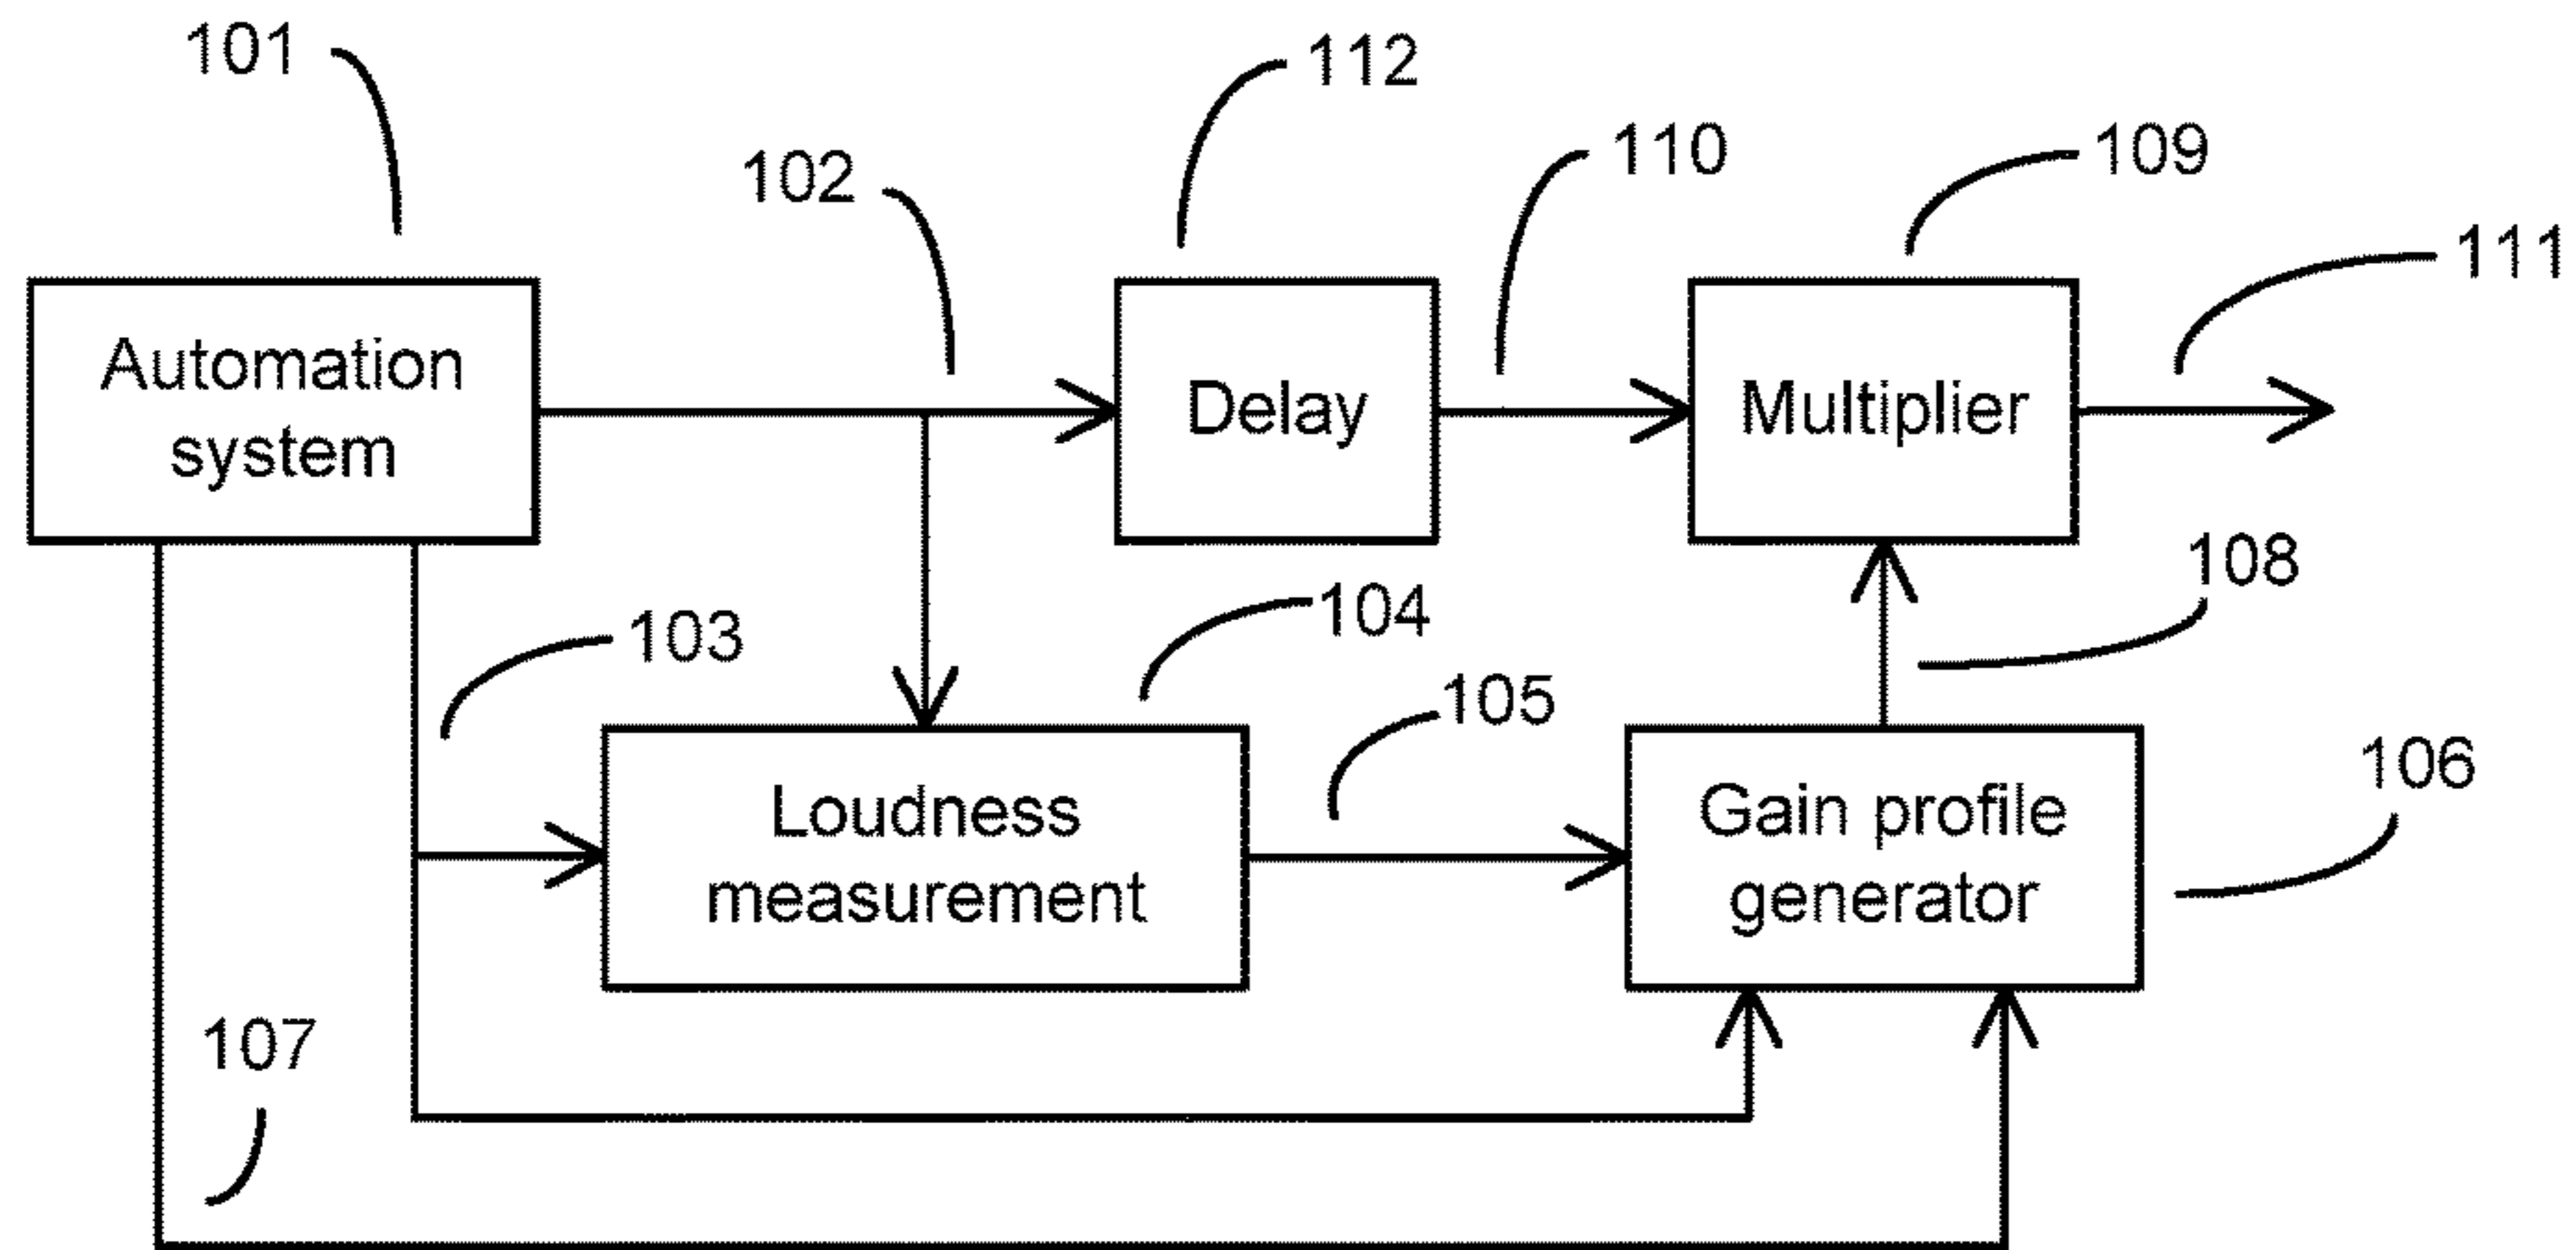 101
112
102
110
109
111
Automation
system
Delay
Multiplier
103
104
105
108
Loudness
measurement
Gain profile
generator
106
107